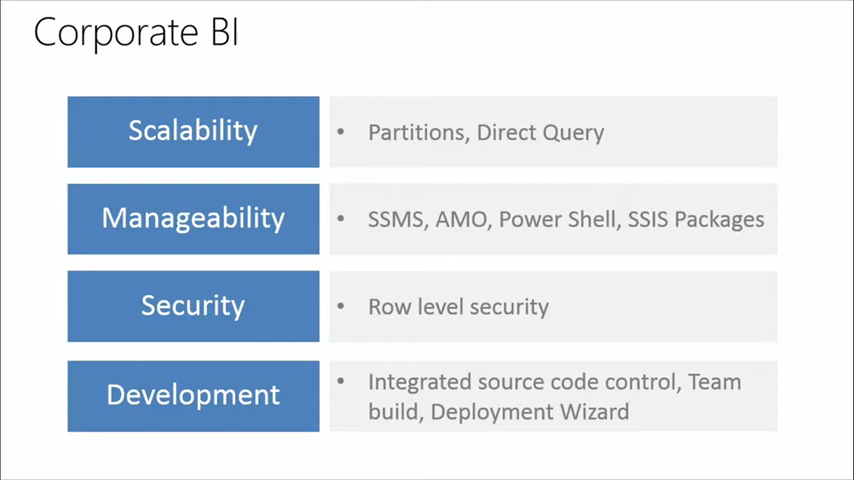 Corporate BI
Scalability
• Partitions, Direct Query
Manageability
• SSMS, AMO, Power Shell, SSIS Packages
Security
• Row level security
Development
• Integrated source code control, Team
build, Deployment Wizard